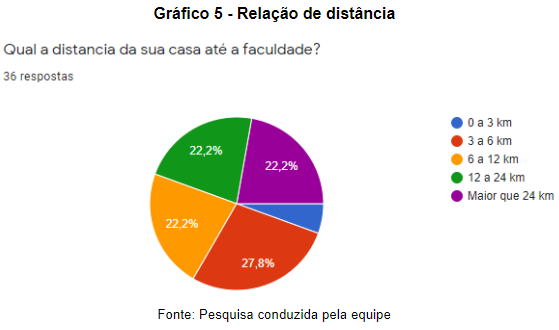 Gráfico 5 - Relação de distância
Qual a distancia da sua casa até a faculdade?
36 respostas
22,2%
22,2%
22,2%
27,8%
0 a 3 km
3 a 6 km
6 a 12 km
12 a 24 km
Maior que 24 km
Fonte: Pesquisa conduzida pela equipe